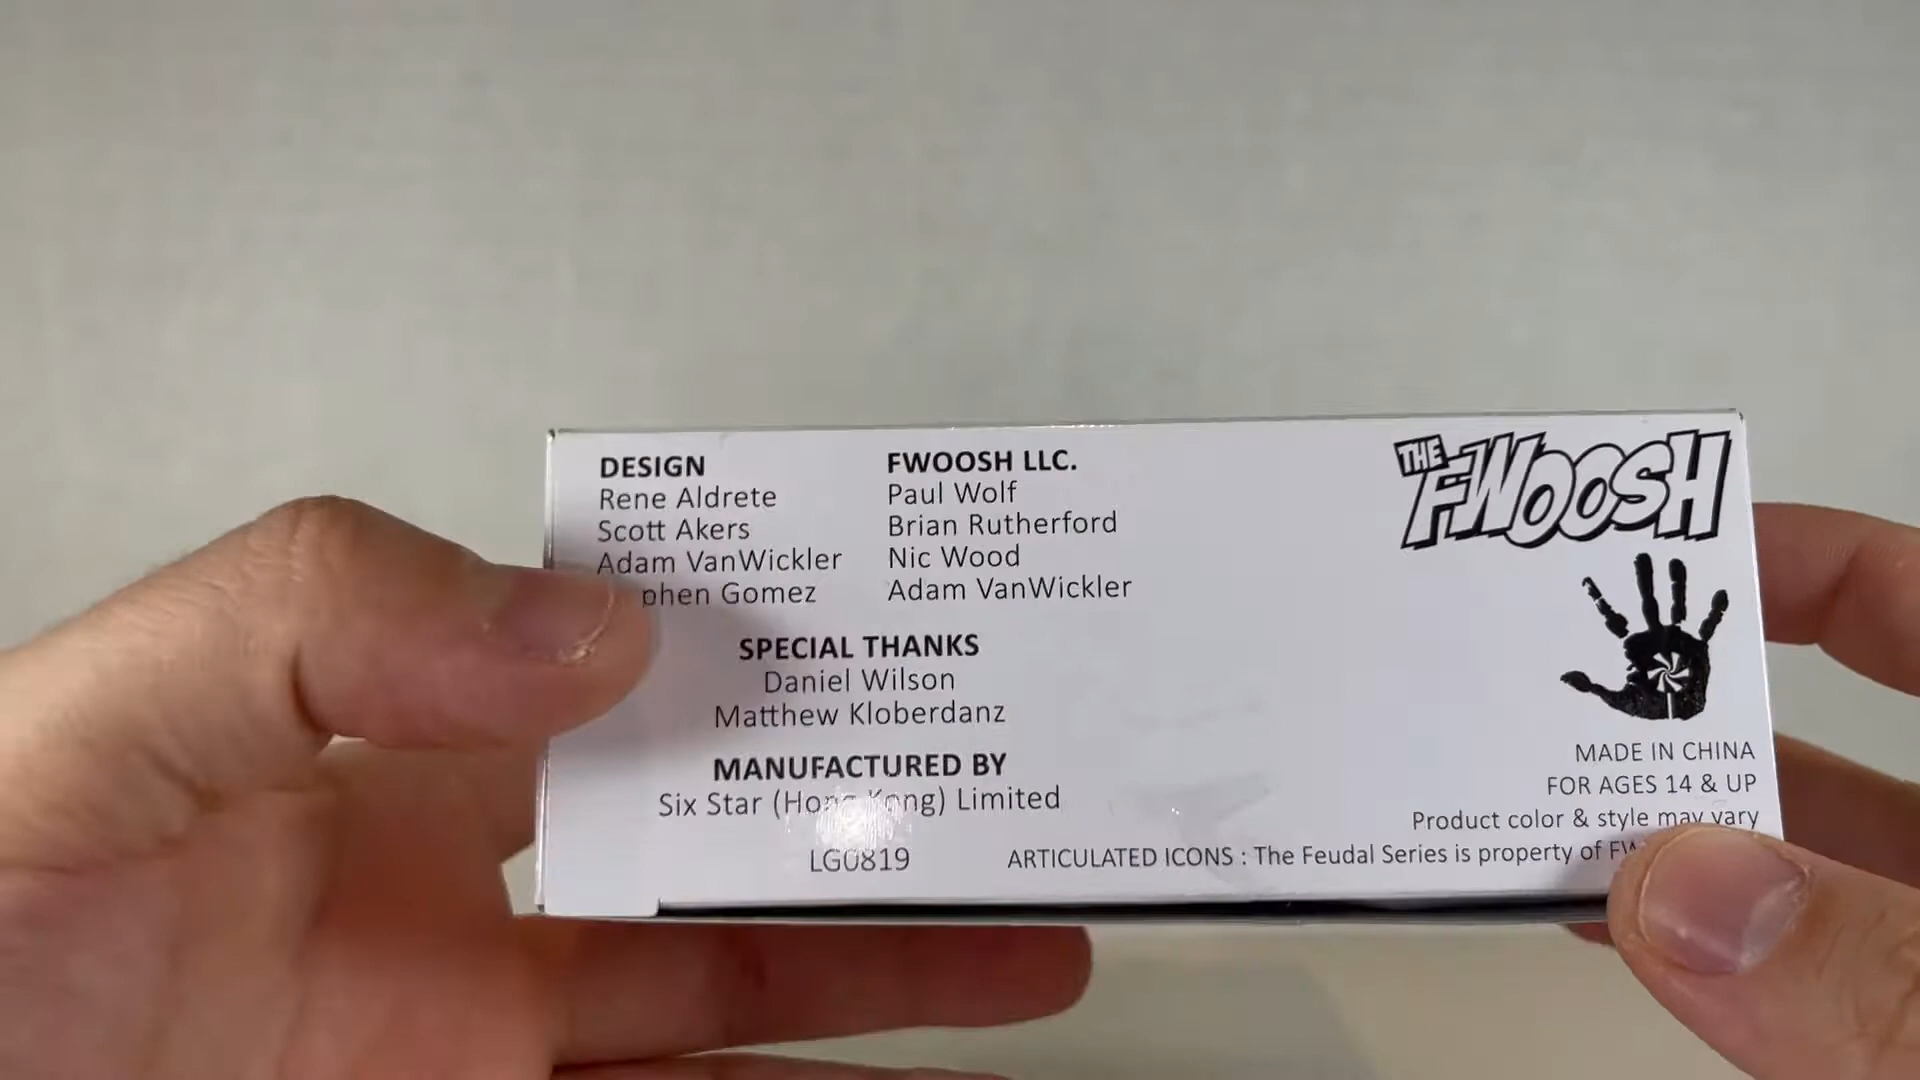 DESIGN
Rene Aldrete
Scott Akers
Adam VanWickler
Gomez
FWOOSH LLC.
Paul Wolf
Brian Rutherford
Nic Wood
Adam VanWickler
SPECIAL THANKS
Daniel Wilson
Matthew Kloberdanz
MANUFACTURED BY
Six Star (Hong Kong) Limited
LG0819
THE FWOOSH
MADE IN CHINA
FOR AGES 14 & UP
Product color & style may vary
ARTICULATED ICONS : The Feudal Series is property of